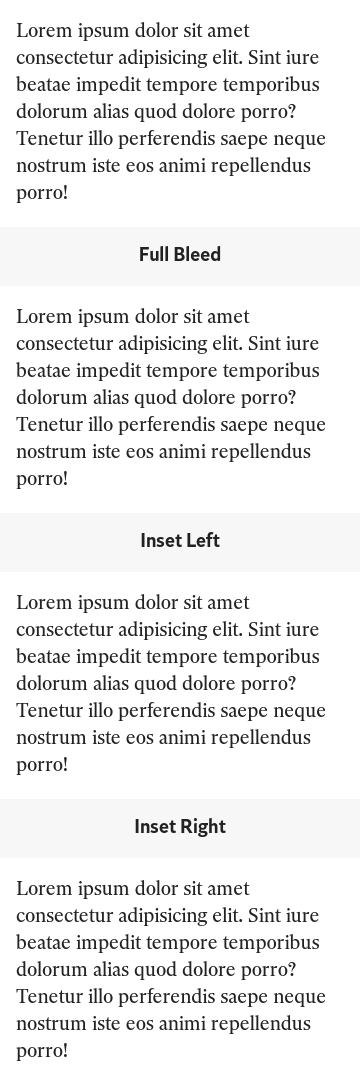 Lorem ipsum dolor sit amet
consectetur adipisicing elit. Sint iure
beatae impedit tempore temporibus
dolorum alias quod dolore porro?
Tenetur illo perferendis saepe neque
nostrum iste eos animi repellendus
porro!
Full Bleed
Lorem ipsum dolor sit amet
consectetur adipisicing elit. Sint iure
beatae impedit tempore temporibus
dolorum alias quod dolore porro?
Tenetur illo perferendis saepe neque
nostrum iste eos animi repellendus
porro!
Inset Left
Lorem ipsum dolor sit amet
consectetur adipisicing elit. Sint iure
beatae impedit tempore temporibus
dolorum alias quod dolore porro?
Tenetur illo perferendis saepe neque
nostrum iste eos animi repellendus
porro!
Inset Right
Lorem ipsum dolor sit amet
consectetur adipisicing elit. Sint iure
beatae impedit tempore temporibus
dolorum alias quod dolore porro?
Tenetur illo perferendis saepe neque
nostrum iste eos animi repellendus
porro!